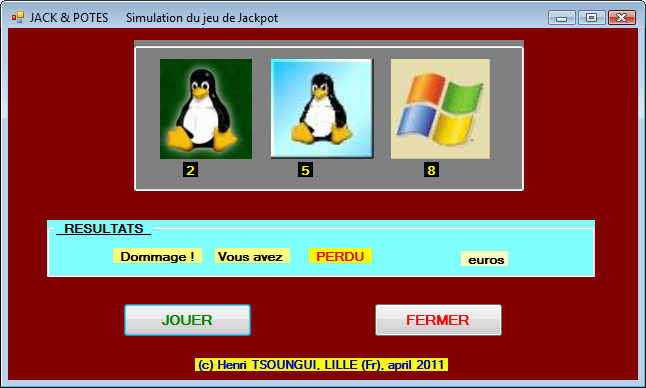 JACK & POTES Simulation du jeu de Jackpot
2 5 8
RESULTATS
Dommage ! Vous avez PERDU euros
JOUER FERMER
(c) Henri TSOUNGUI, LILLE (Fr), april 2011